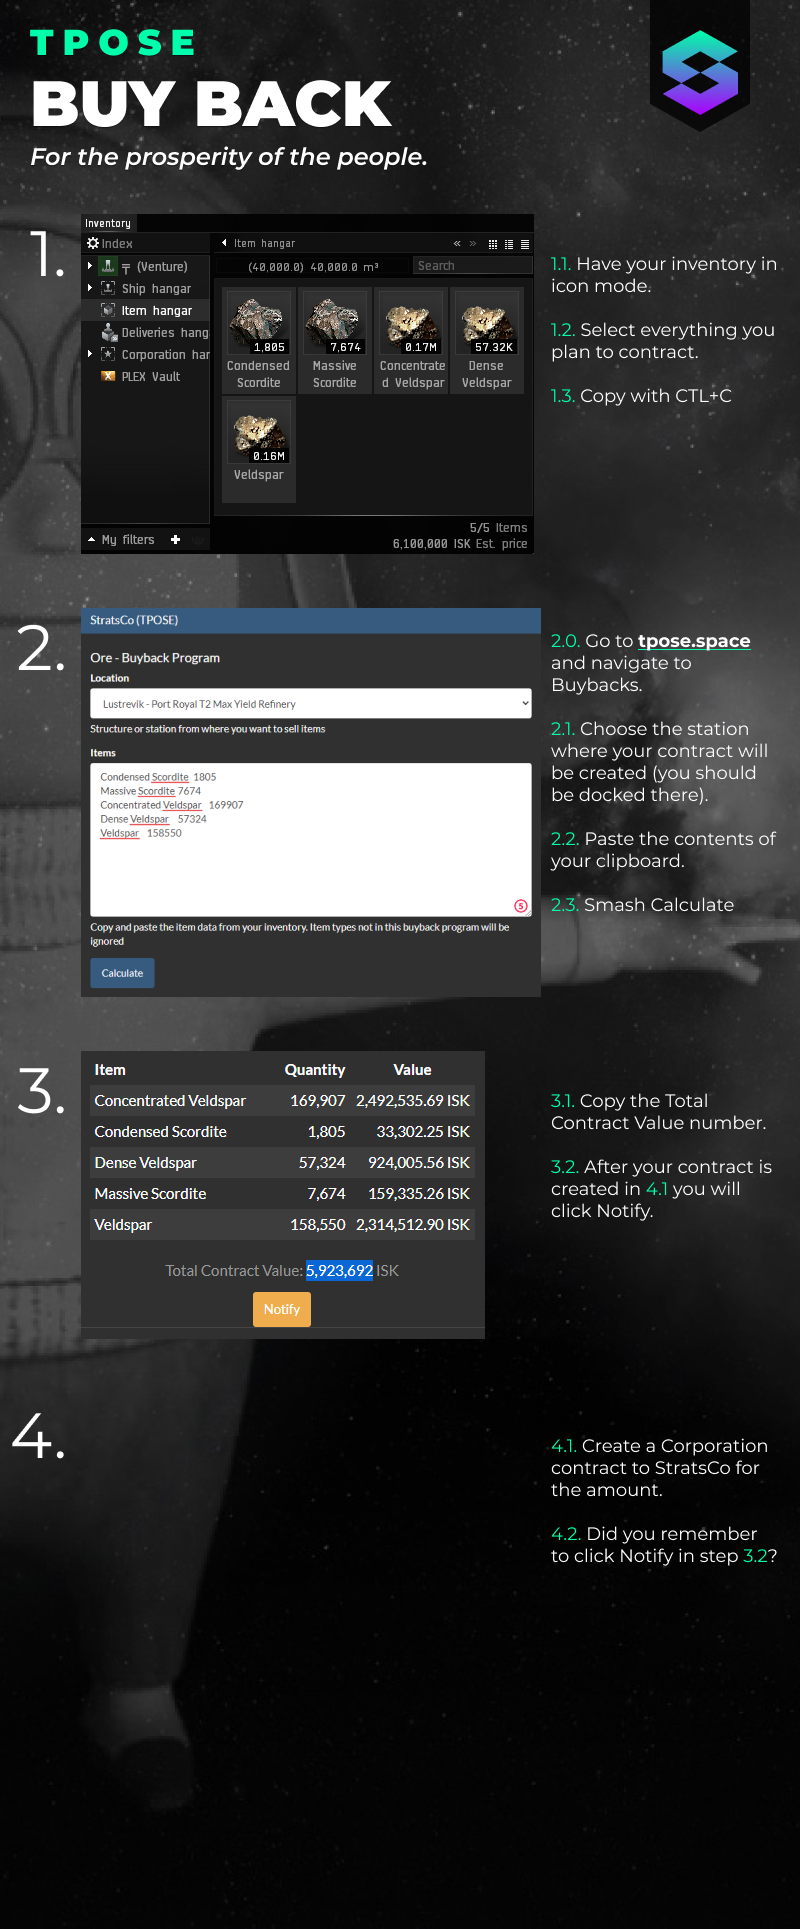 TPOSE
BUY BACK
For the prosperity of the people.
1.
Inventory
Index
(Venture)
Ship hangar
Item hangar
Deliveries hang
Corporation har
PLEX Vault
My filters
Item hangar
(40,000.0) 40,000.0 m³
Search
1,805
7,674
0.17M
57.32K
Condensed
Scordite
Massive
Scordite
Concentrate
d Veldspar
Dense
Veldspar
0.16M
Veldspar
5/5 Items
6,100,000 ISK Est. price
1.1. Have your inventory in
icon mode.
1.2. Select everything you
plan to contract.
1.3. Copy with CTL+C
2.
StratsCo (TPOSE)
Ore - Buyback Program
Location
Lustrevik - Port Royal T2 Max Yield Refinery
Structure or station from where you want to sell items
Items
Condensed Scordite 1805
Massive Scordite 7674
Concentrated Veldspar 169907
Dense Veldspar 57324
Veldspar 158550
5
Copy and paste the item data from your inventory. Item types not in this buyback program will be
ignored
Calculate
2.0. Go to tpose.space
and navigate to
Buybacks.
2.1. Choose the station
where your contract will
be created (you should
be docked there).
2.2. Paste the contents of
your clipboard.
2.3. Smash Calculate
3.
Item Quantity Value
Concentrated Veldspar 169,907 2,492,535.69 ISK
Condensed Scordite 1,805 33,302.25 ISK
Dense Veldspar 57,324 924,005.56 ISK
Massive Scordite 7,674 159,335.26 ISK
Veldspar 158,550 2,314,512.90 ISK
Total Contract Value: 5,923,692 ISK
Notify
3.1. Copy the Total
Contract Value number.
3.2. After your contract is
created in 4.1 you will
click Notify.
4.
4.1. Create a Corporation
contract to StratsCo for
the amount.
4.2. Did you remember
to click Notify in step 3.2?